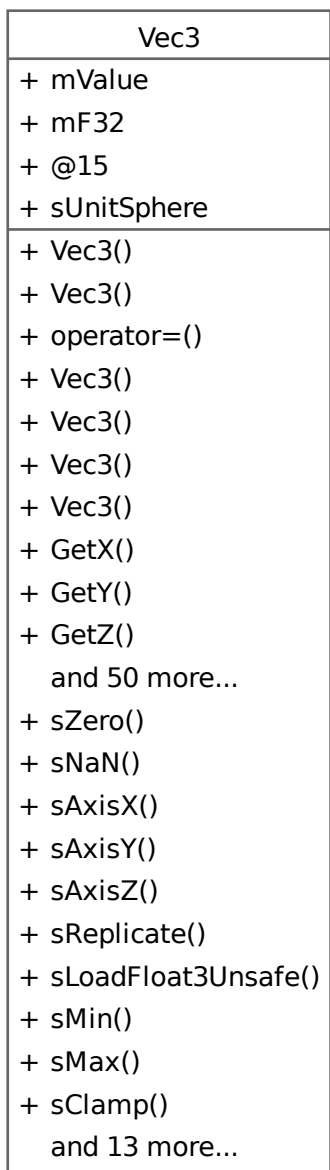 Vec3
+ mValue
+ mF32
+ @15
+ sUnitSphere
+ Vec3()
+ Vec3()
+ operator=()
+ Vec3()
+ Vec3()
+ Vec3()
+ Vec3()
+ GetX()
+ GetY()
+ GetZ()
and 50 more...
+ sZero()
+ sNaN()
+ sAxisX()
+ sAxisY()
+ sAxisZ()
+ sReplicate()
+ sLoadFloat3Unsafe()
+ sMin()
+ sMax()
+ sClamp()
and 13 more...